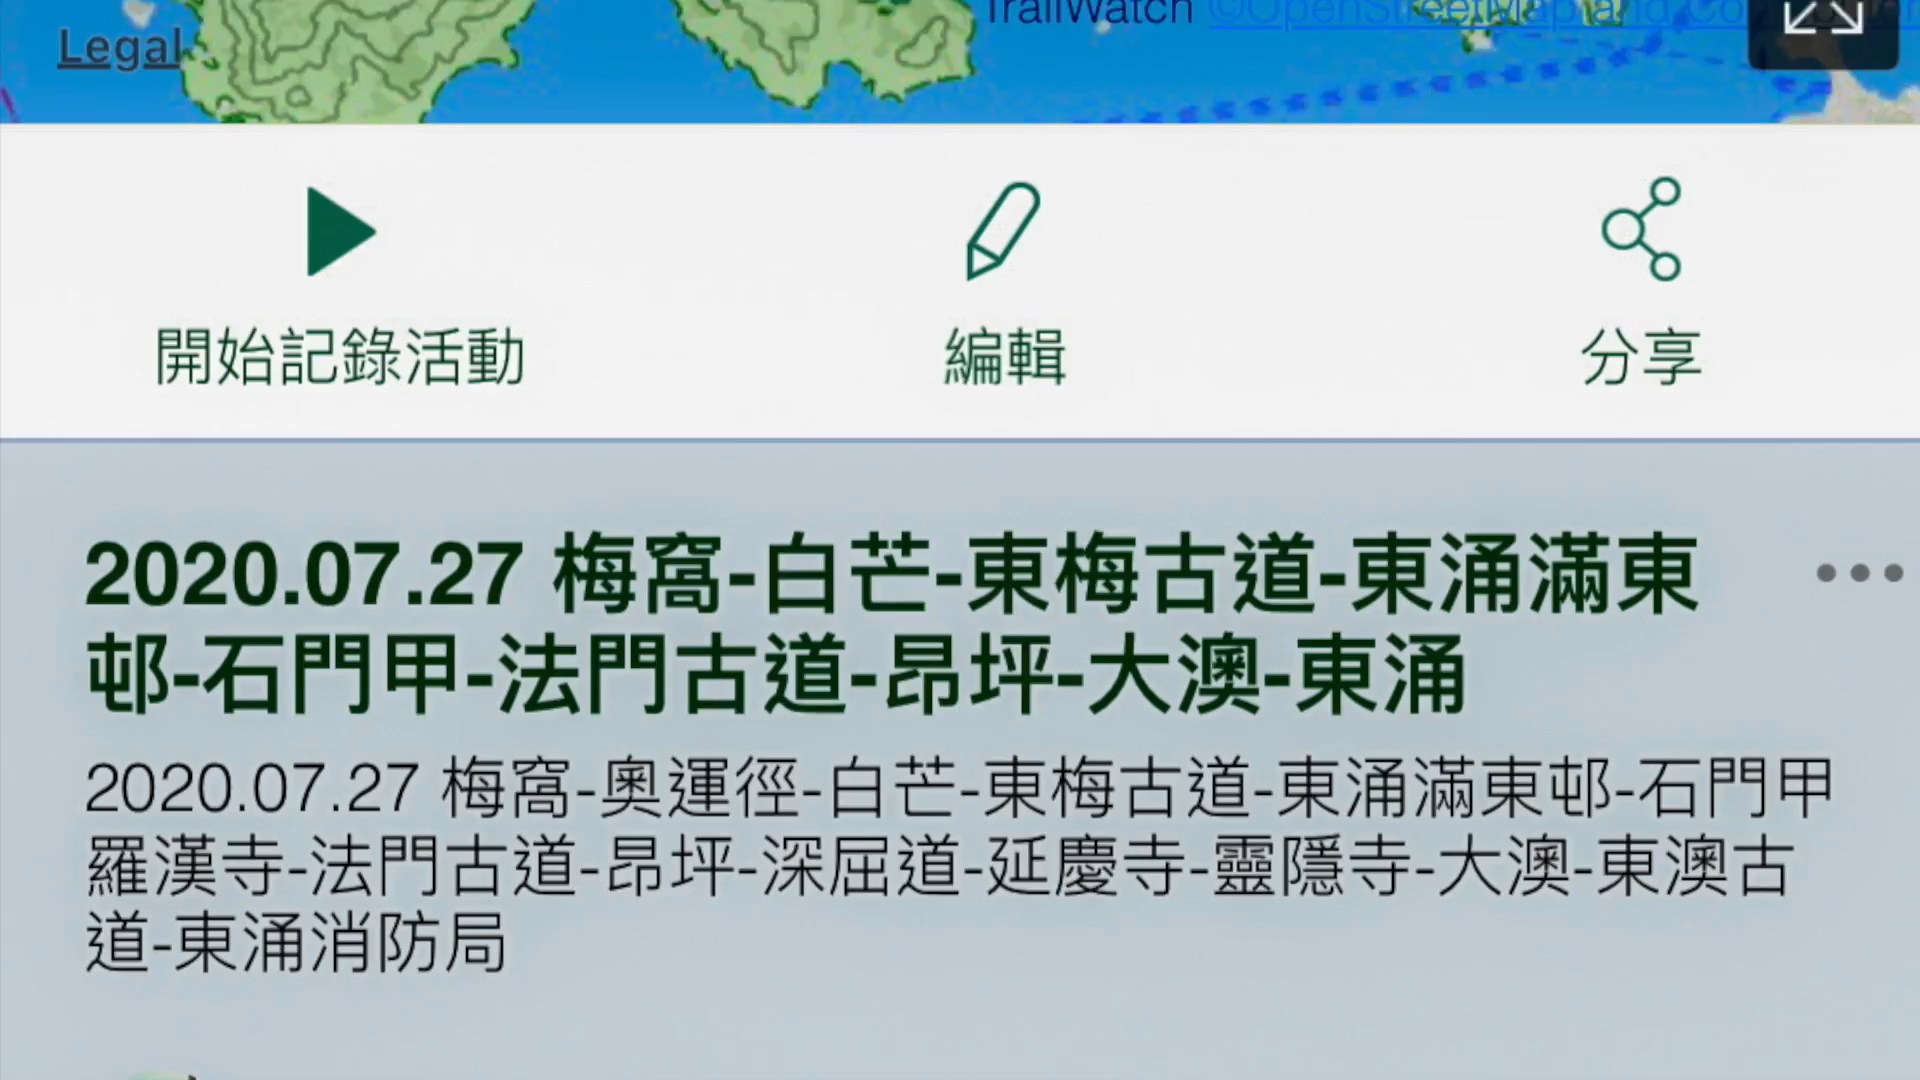 TrailWatch ©OpenStreetMap and Co
Legal
開始記錄活動
編輯
分享
2020.07.27 梅窩-白芒-東梅古道-東涌滿東
邨-石門甲-法門古道-昂坪-大澳-東涌
2020.07.27 梅窩-奧運徑-白芒-東梅古道-東涌滿東邨-石門甲
羅漢寺-法門古道-昂坪-深屈道-延慶寺-靈隱寺-大澳-東澳古
道-東涌消防局